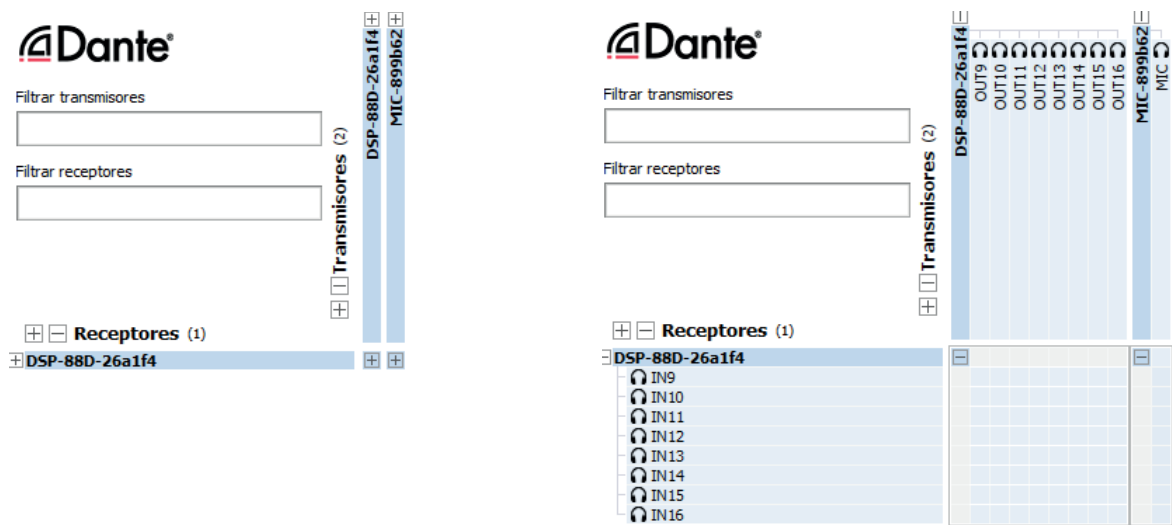 Dante®
Filtrar transmisores
Filtrar receptores
Transmisores (2)
DSP-88D-26a1f4
MIC-899b62
Receptores (1)
DSP-88D-26a1f4
Dante®
Filtrar transmisores
Filtrar receptores
Transmisores (2)
DSP-88D-26a1f4
OUT9
OUT10
OUT11
OUT12
OUT13
OUT14
OUT15
OUT16
MIC-899b62
MIC
Receptores (1)
DSP-88D-26a1f4
IN9
IN10
IN11
IN12
IN13
IN14
IN15
IN16